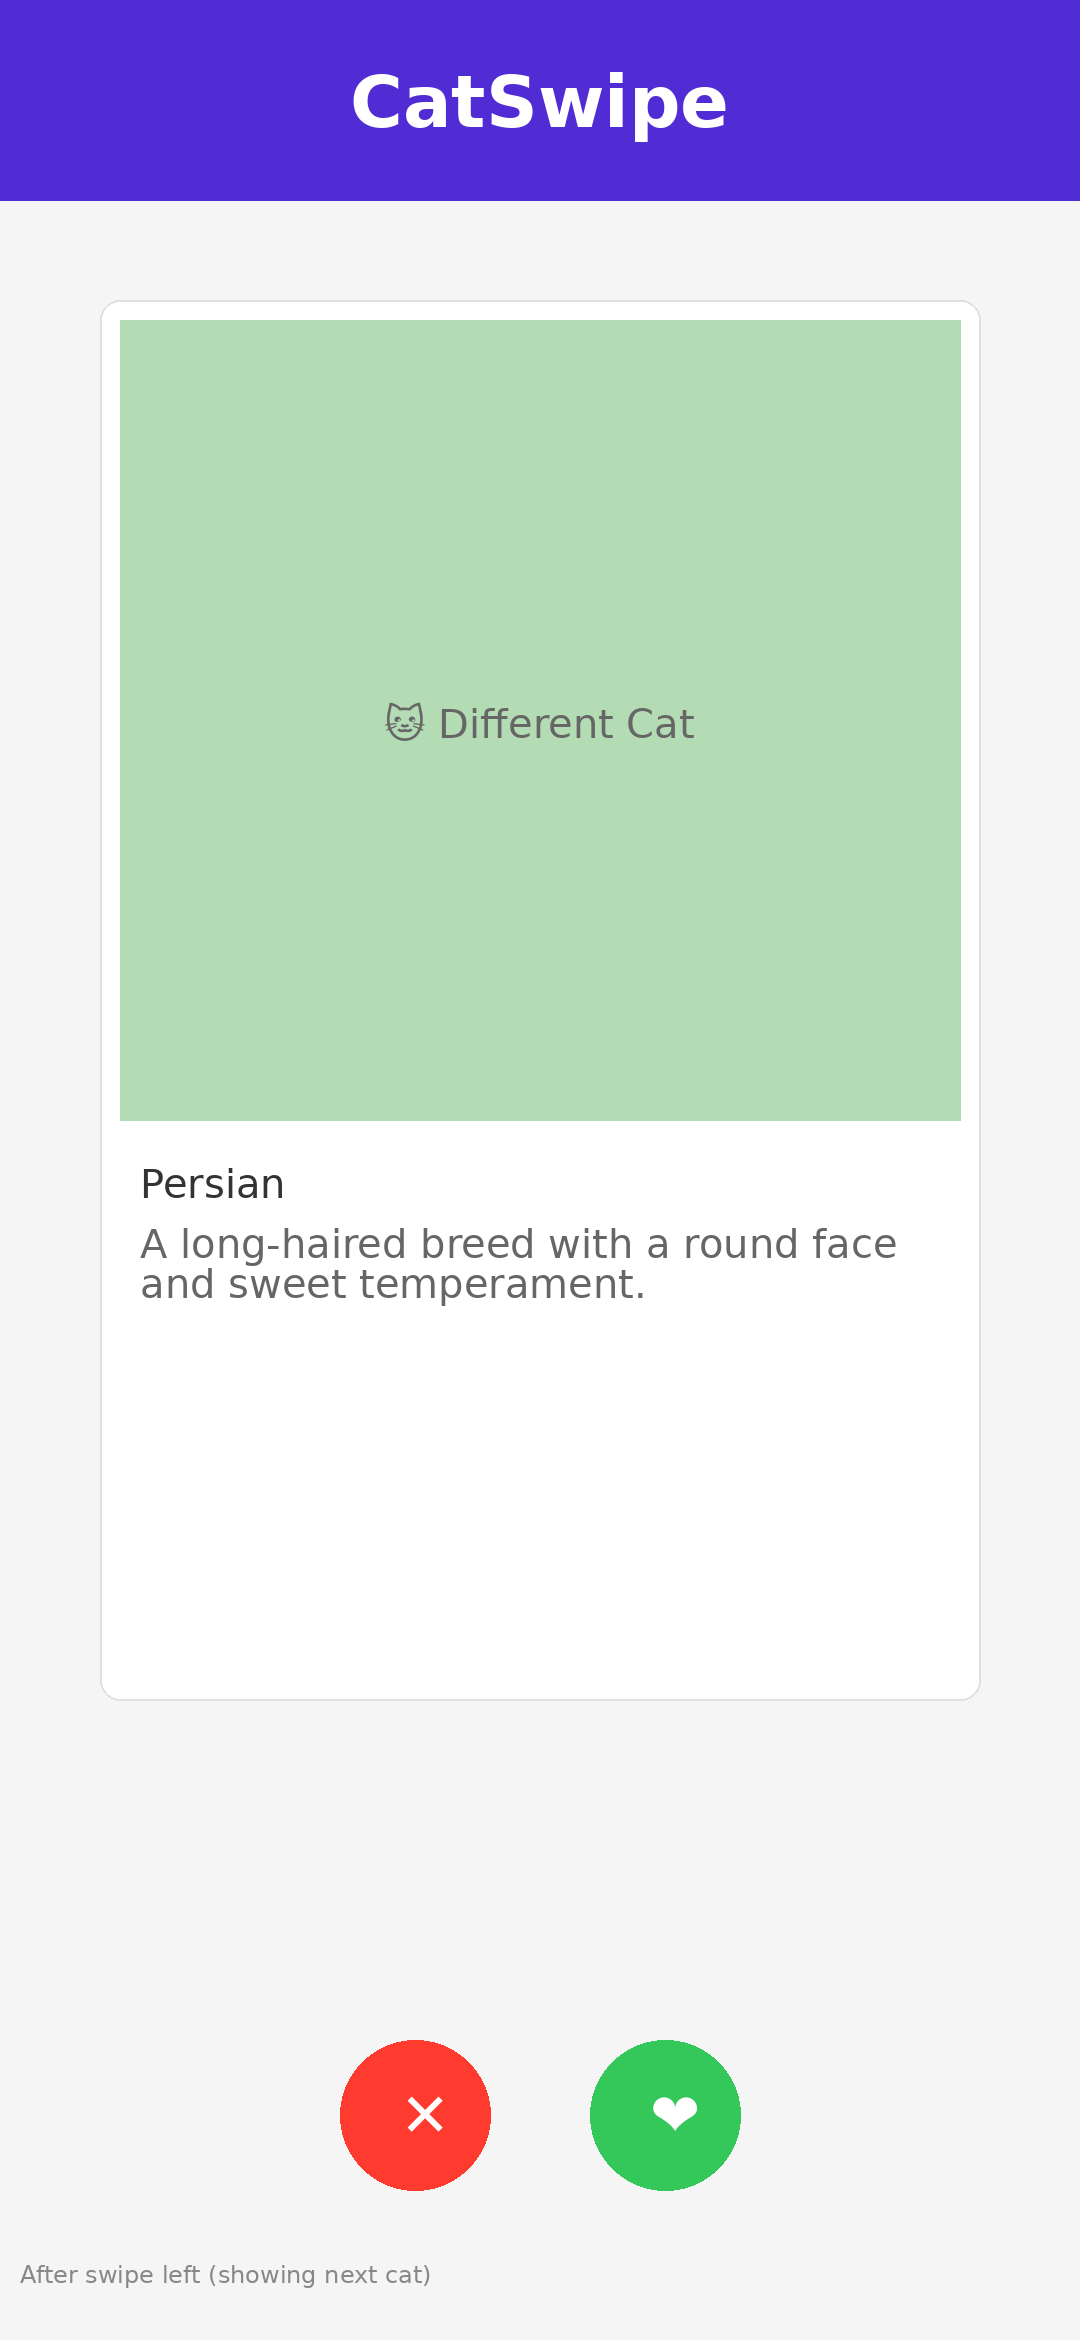 CatSwipe
🐱 Different Cat
Persian
A long-haired breed with a round face
and sweet temperament.
✕ ❤
After swipe left (showing next cat)